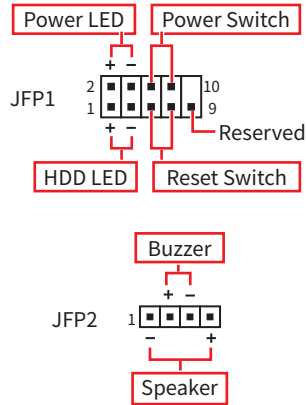 Power LED Power Switch
+ −
JFP1 2 10
1 9
+ − Reserved
HDD LED Reset Switch
Buzzer
+ −
JFP2 1
− +
Speaker